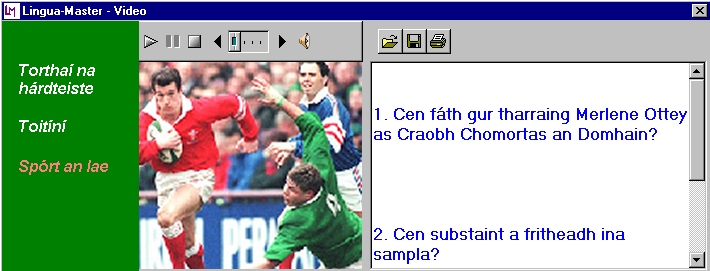 Lingua-Master - Video
Torthaí na
hárdteiste
Toitíní
Spórt an lae
1. Cen fáth gur tharraing Merlene Ottey
as Craobh Chomortas an Domhain?
2. Cen substaint a fritheadh ina
sampla?